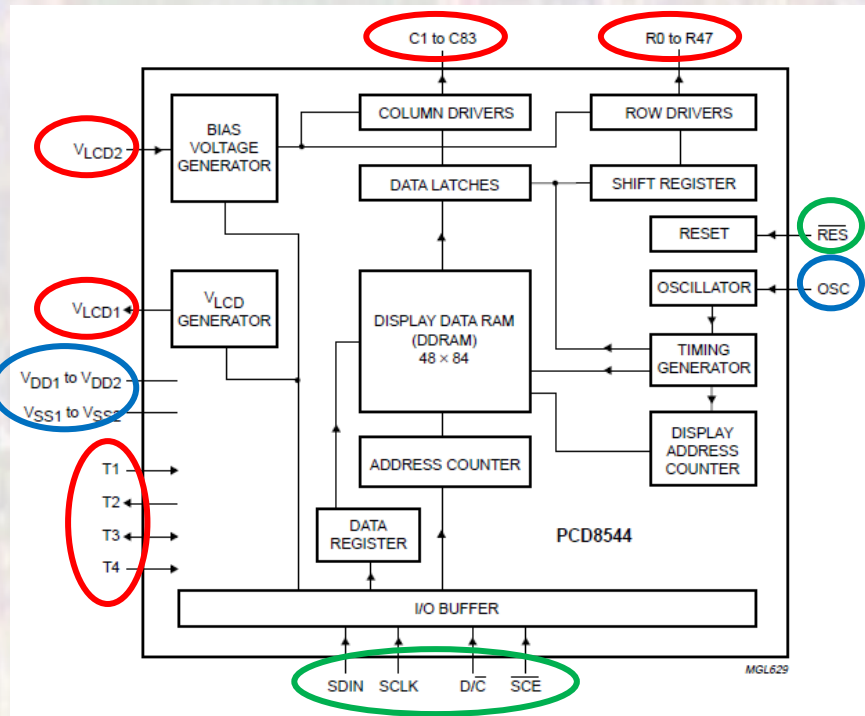 C1 to C83
R0 to R47
COLUMN DRIVERS
ROW DRIVERS
BIAS
VOLTAGE
GENERATOR
VLCD2
DATA LATCHES
SHIFT REGISTER
RESET
R̅E̅S̅
OSCILLATOR
OSC
VLCD1
VLCD
GENERATOR
DISPLAY DATA RAM
(DDRAM)
48 × 84
TIMING
GENERATOR
VDD1 to VDD2
VSS1 to VSS2
DISPLAY
ADDRESS
COUNTER
ADDRESS COUNTER
T1
T2
T3
T4
DATA
REGISTER
PCD8544
I/O BUFFER
SDIN SCLK D/C̅ S̅C̅E̅
MGL629